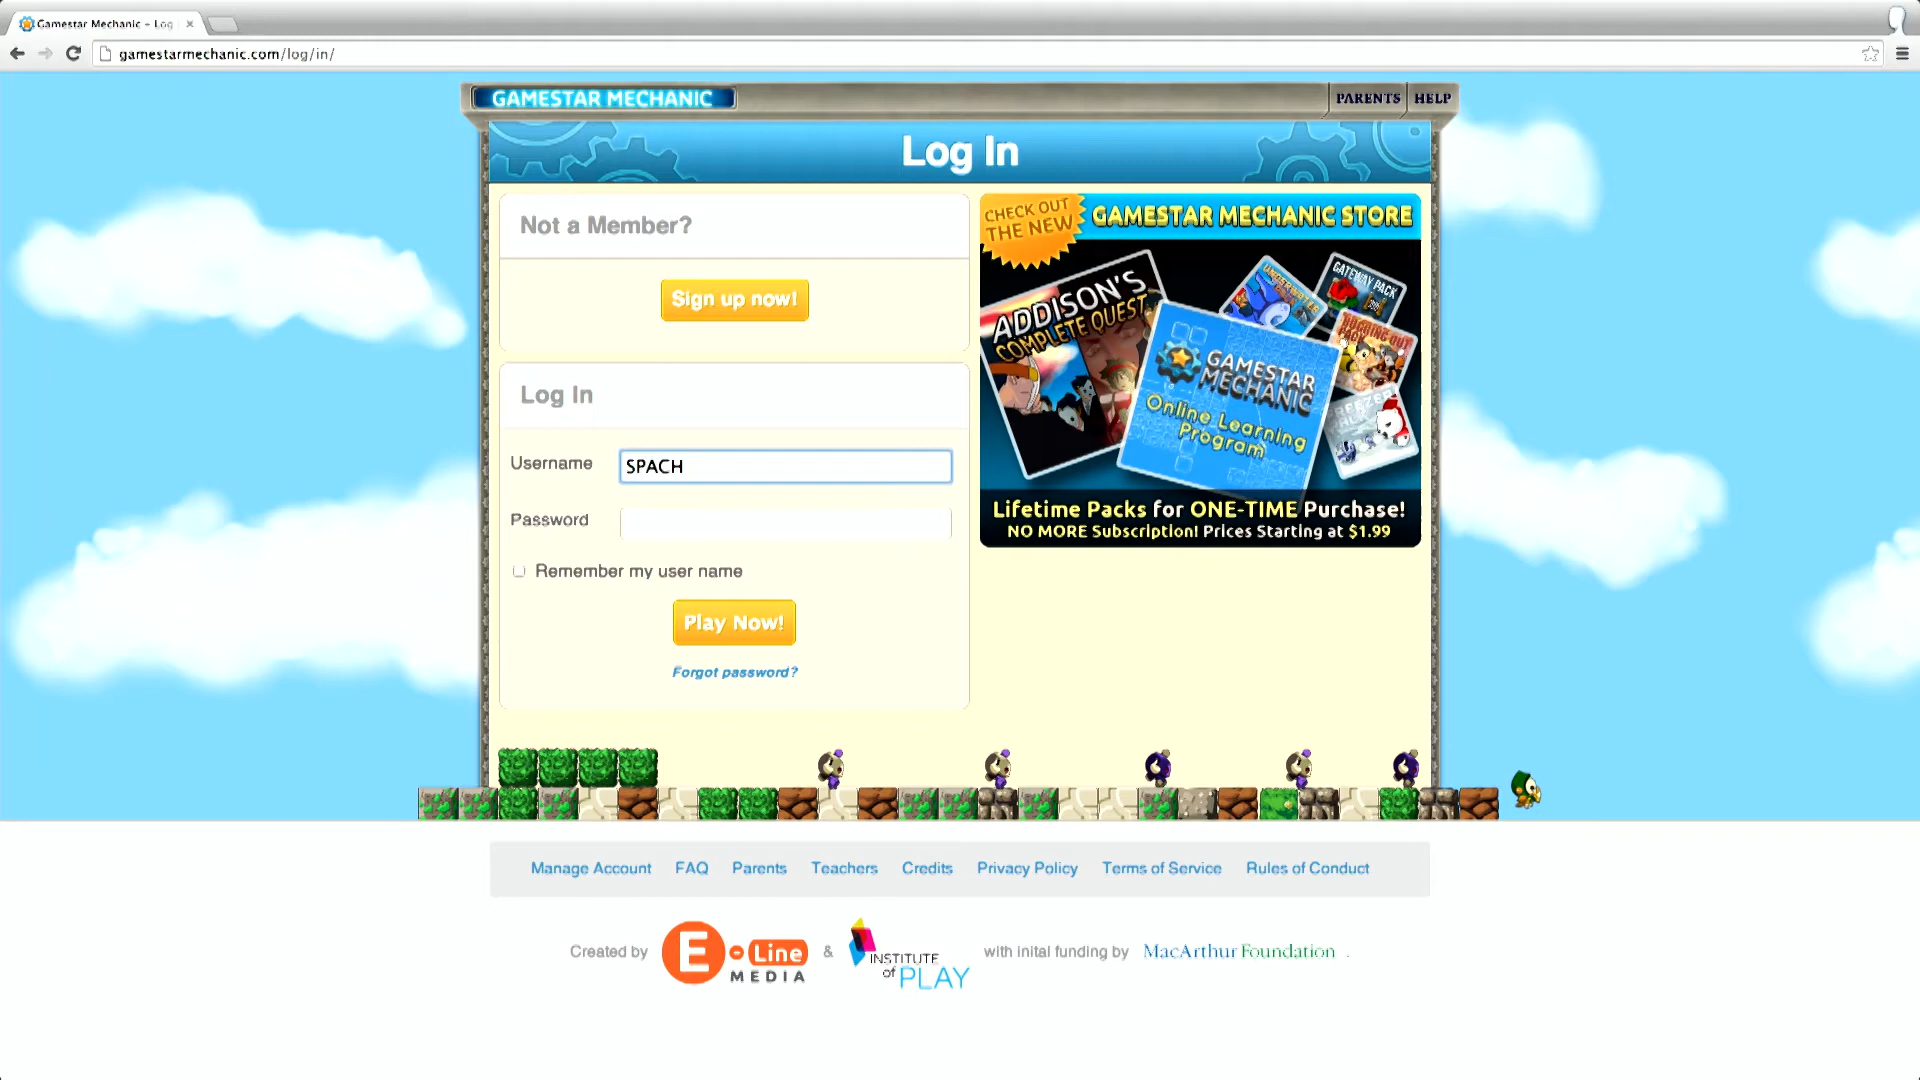 Gamestar Mechanic - Log
gamestarmechanic.com/log/in/
GAMESTAR MECHANIC
PARENTS
HELP
Log In
Not a Member?
Sign up now!
Log In
Username
SPACH
Password
Remember my user name
Play Now!
Forgot password?
CHECK OUT
THE NEW
GAMESTAR MECHANIC STORE
ADDISON'S
COMPLETE QUEST
GATEWAY PACK
GAMESTAR
MECHANIC
Online Learning
Program
Lifetime Packs for ONE-TIME Purchase!
NO MORE Subscription! Prices Starting at $1.99
Manage Account FAQ Parents Teachers Credits Privacy Policy Terms of Service Rules of Conduct
Created by
E-Line
MEDIA
&
INSTITUTE
of PLAY
with inital funding by
MacArthur Foundation .